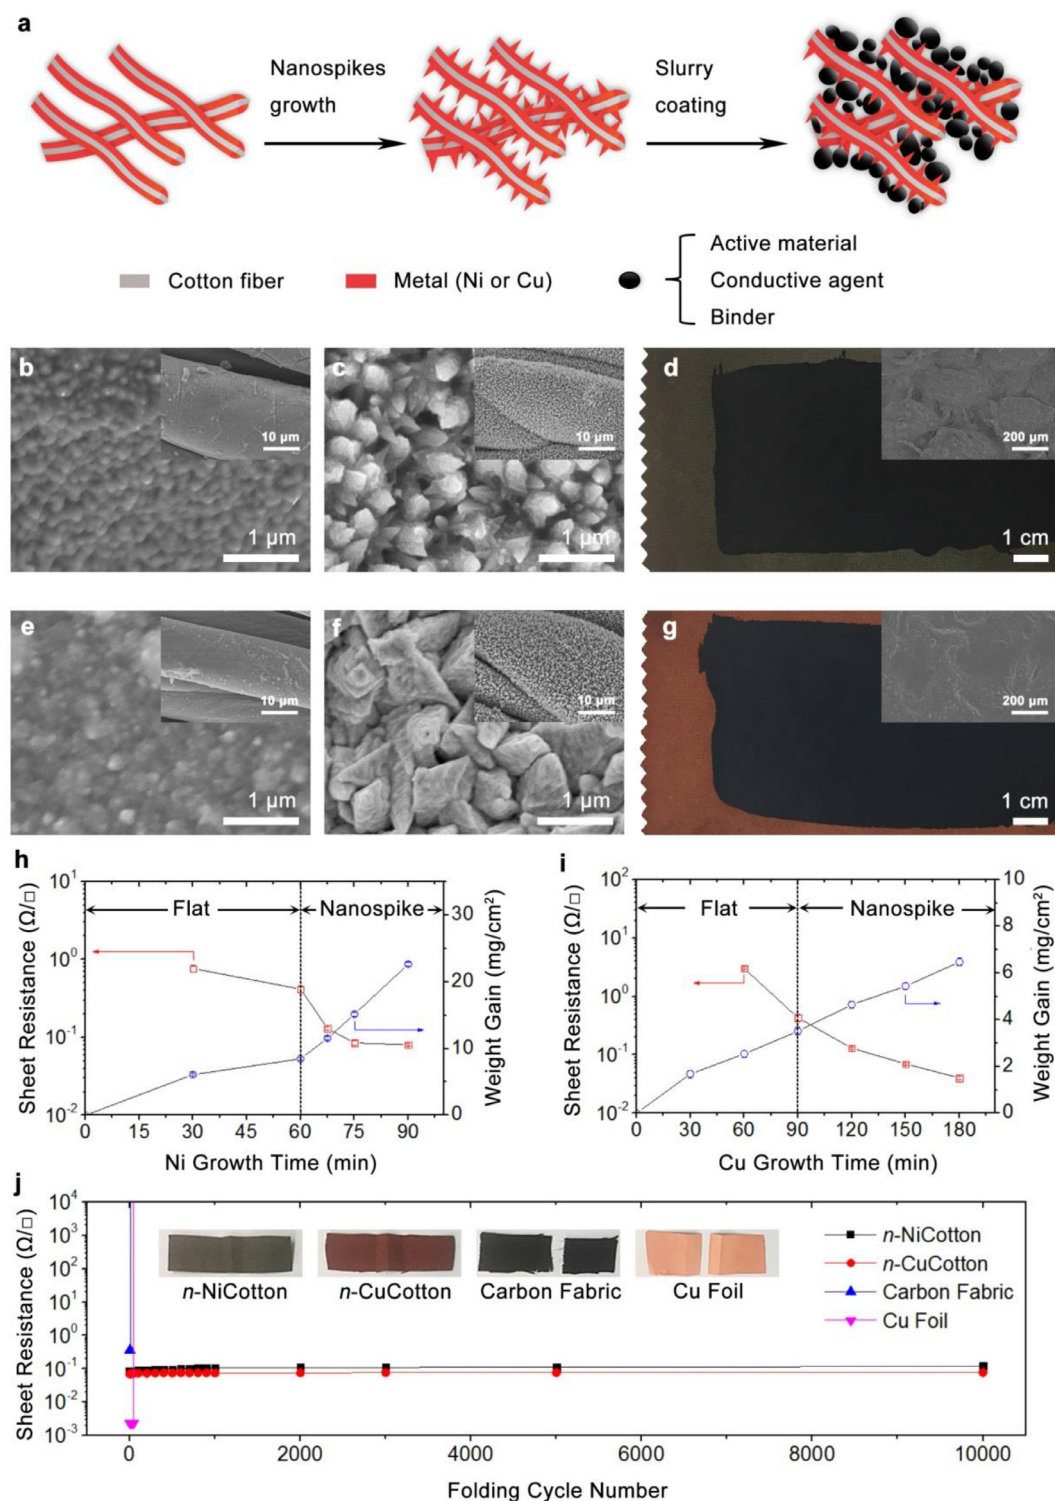 a
Nanospikes
growth
Slurry
coating
Cotton fiber
Metal (Ni or Cu)
Active material
Conductive agent
Binder
b
10 µm
1 µm
c
10 µm
1 µm
d
200 µm
1 cm
e
10 µm
1 µm
f
10 µm
1 µm
g
200 µm
1 cm
h
Sheet Resistance (Ω/□)
10¹
10⁰
10⁻¹
10⁻²
Flat
Nanospike
30
20
10
0
Weight Gain (mg/cm²)
0 15 30 45 60 75 90
Ni Growth Time (min)
i
Sheet Resistance (Ω/□)
10²
10¹
10⁰
10⁻¹
10⁻²
Flat
Nanospike
10
8
6
4
2
0
Weight Gain (mg/cm²)
0 30 60 90 120 150 180
Cu Growth Time (min)
j
Sheet Resistance (Ω/□)
10⁴
10³
10²
10¹
10⁰
10⁻¹
10⁻²
10⁻³
n-NiCotton
n-CuCotton
Carbon Fabric
Cu Foil
n-NiCotton
n-CuCotton
Carbon Fabric
Cu Foil
0 2000 4000 6000 8000 10000
Folding Cycle Number